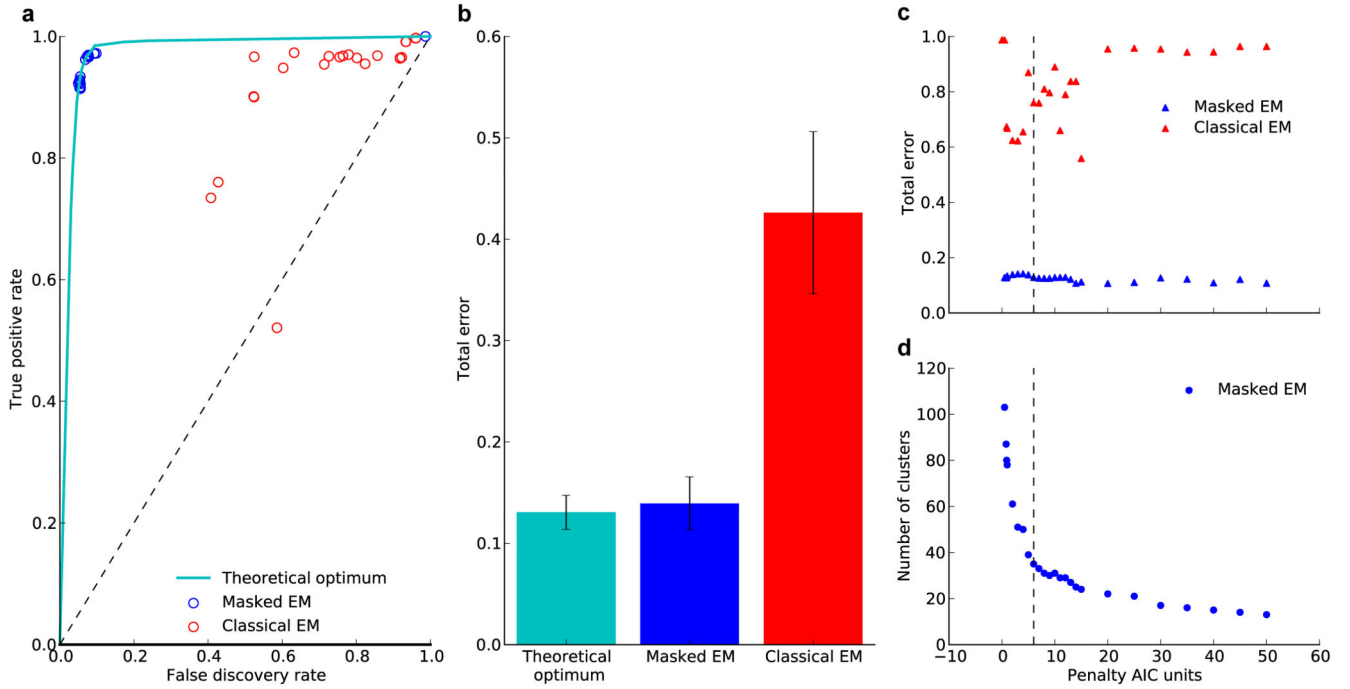 a
1.0
0.8
0.6
0.4
0.2
0.0
0.0
0.2
0.4
0.6
0.8
1.0
True positive rate
False discovery rate
Theoretical optimum
Masked EM
Classical EM
b
0.6
0.5
0.4
0.3
0.2
0.1
0.0
Total error
Theoretical
optimum
Masked EM
Classical EM
c
1.0
0.8
0.6
0.4
0.2
0.0
Total error
Masked EM
Classical EM
d
120
100
80
60
40
20
0
Number of clusters
Masked EM
−10
0
10
20
30
40
50
60
Penalty AIC units